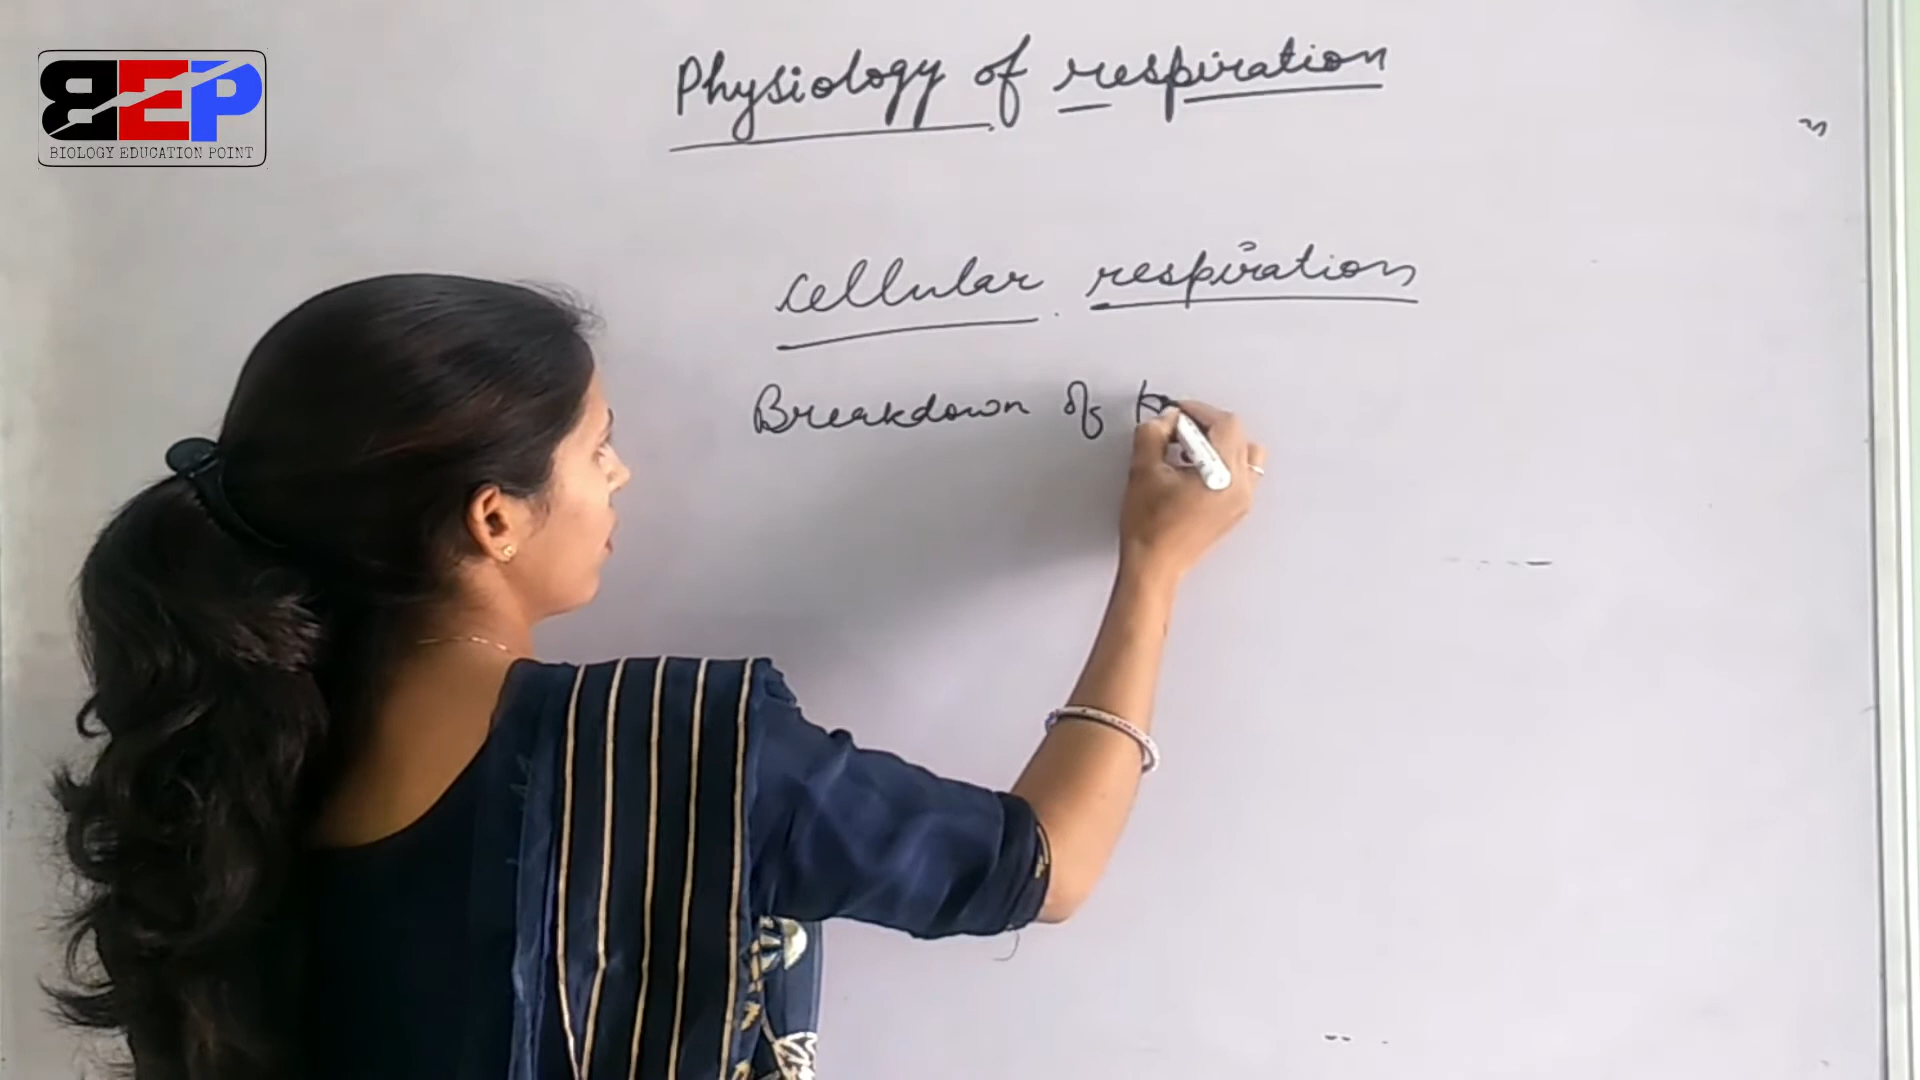 BEP
BIOLOGY EDUCATION POINT
Physiology of respiration
cellular respiration
Breakdown of